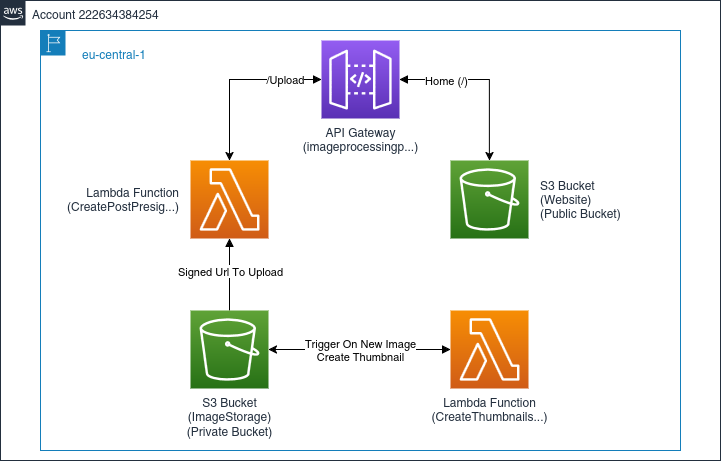 aws
Account 222634384254
eu-central-1
/Upload
Home (/)
API Gateway
(imageprocessingp...)
Lambda Function
(CreatePostPresig...)
S3 Bucket
(Website)
(Public Bucket)
Signed Url To Upload
Trigger On New Image
Create Thumbnail
S3 Bucket
(ImageStorage)
(Private Bucket)
Lambda Function
(CreateThumbnails...)